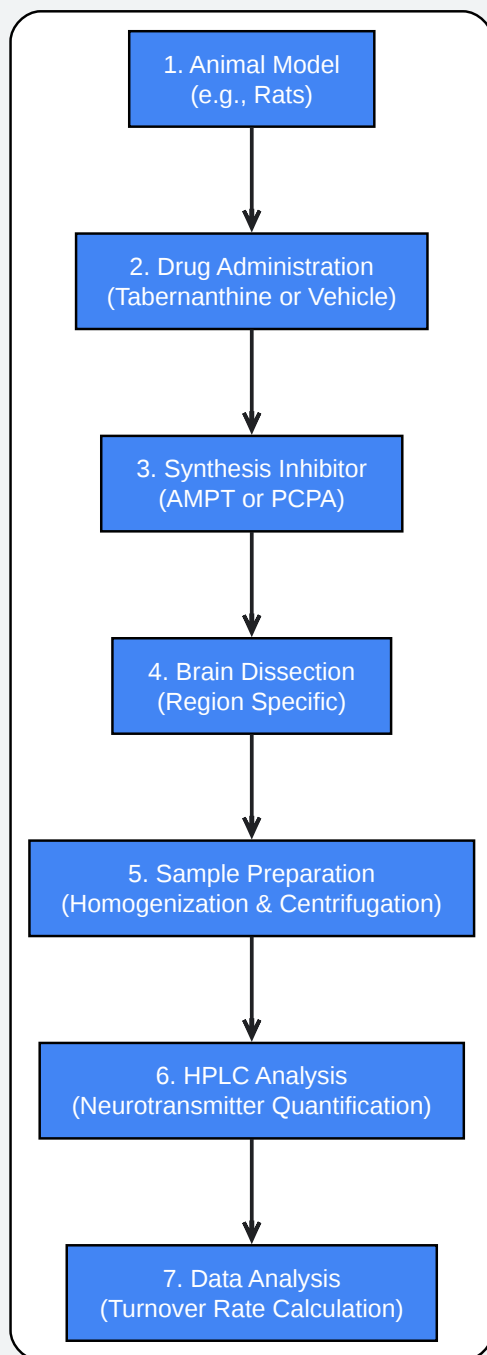 1. Animal Model
(e.g., Rats)
2. Drug Administration
(Tabernanthine or Vehicle)
3. Synthesis Inhibitor
(AMPT or PCPA)
4. Brain Dissection
(Region Specific)
5. Sample Preparation
(Homogenization & Centrifugation)
6. HPLC Analysis
(Neurotransmitter Quantification)
7. Data Analysis
(Turnover Rate Calculation)